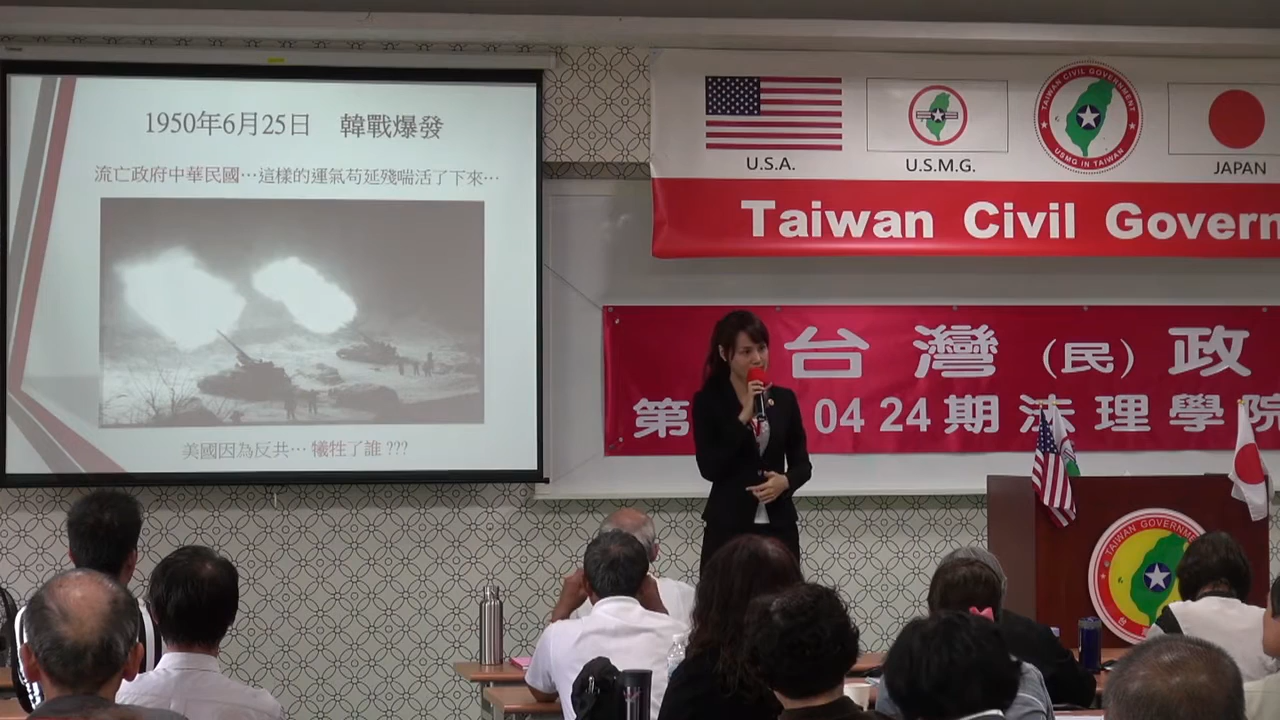 1950年6月25日 韓戰爆發
流亡政府中華民國…這樣的運氣苟延殘喘活了下來…
美國因為反共…犧牲了誰???
U.S.A.
U.S.M.G.
TAIWAN CIVIL GOVERNMENT
USMG IN TAIWAN
JAPAN
Taiwan Civil Govern
台灣(民)政
第 04 24期法理學院
TAIWAN GOVERNMENT